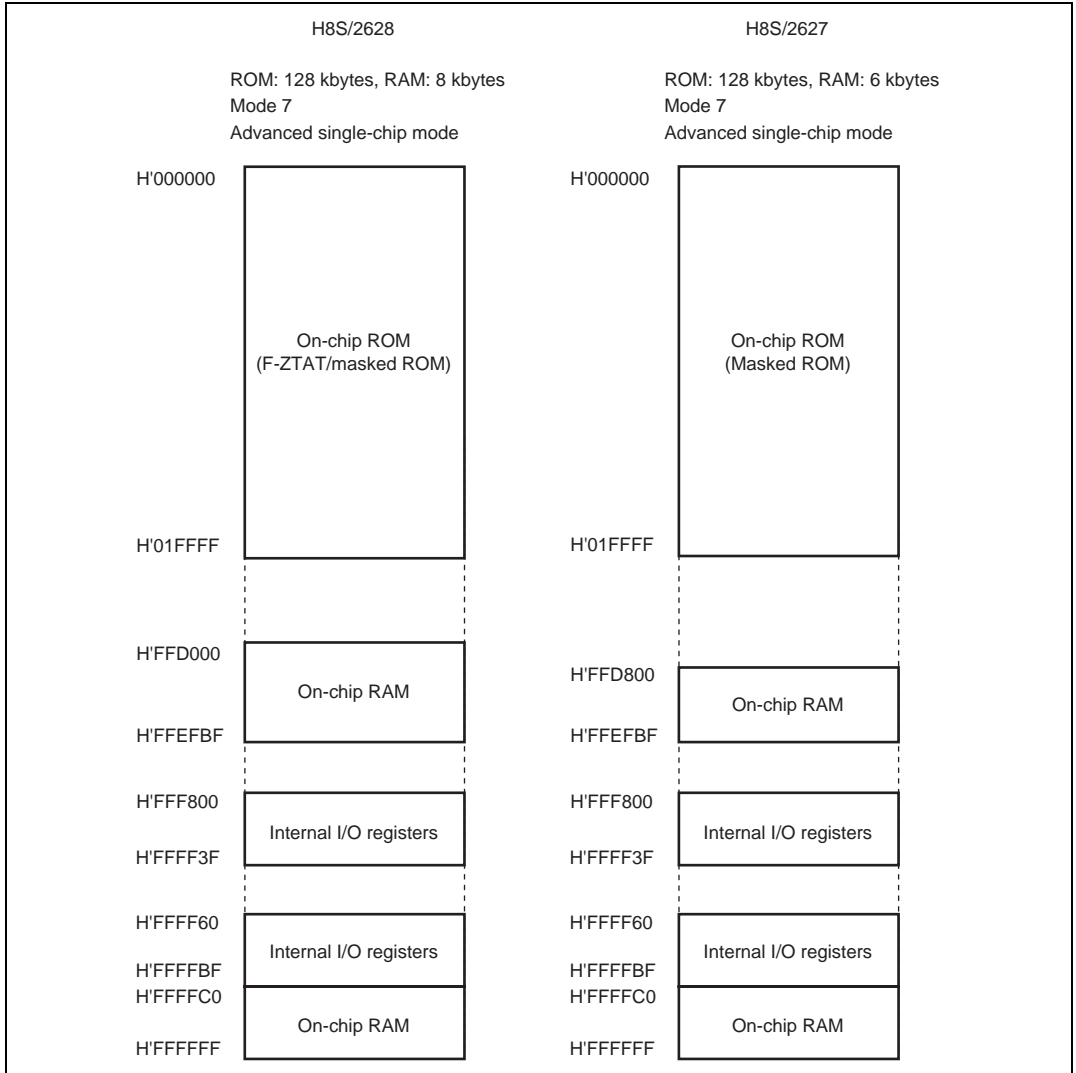 H8S/2628
ROM: 128 kbytes, RAM: 8 kbytes
Mode 7
Advanced single-chip mode
H'000000
On-chip ROM
(F-ZTAT/masked ROM)
H'01FFFF
H'FFD000
On-chip RAM
H'FFEFBF
H'FFF800
Internal I/O registers
H'FFFF3F
H'FFFF60
Internal I/O registers
H'FFFFBF
H'FFFFC0
On-chip RAM
H'FFFFFF
H8S/2627
ROM: 128 kbytes, RAM: 6 kbytes
Mode 7
Advanced single-chip mode
H'000000
On-chip ROM
(Masked ROM)
H'01FFFF
H'FFD800
On-chip RAM
H'FFEFBF
H'FFF800
Internal I/O registers
H'FFFF3F
H'FFFF60
Internal I/O registers
H'FFFFBF
H'FFFFC0
On-chip RAM
H'FFFFFF